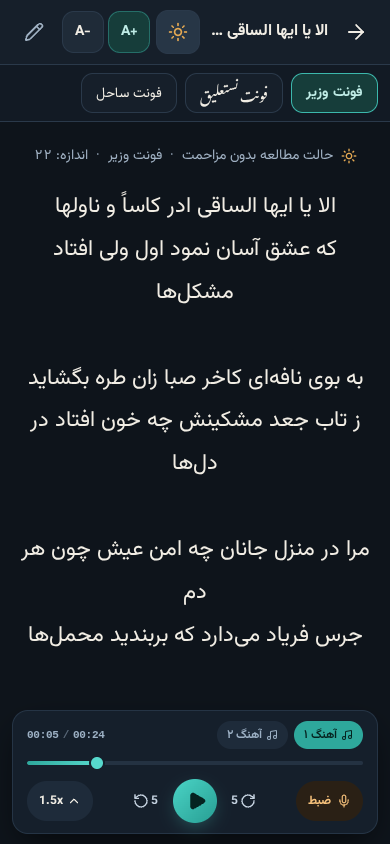 الا یا ایها الساقی ...
A+
A-
فونت وزیر
فونت نستعلیق
فونت ساحل
حالت مطالعه بدون مزاحمت · فونت وزیر · اندازه: ۲۲
الا یا ایها الساقی ادر کاساً و ناولها
که عشق آسان نمود اول ولی افتاد
مشکل‌ها
به بوی نافه‌ای کاخر صبا زان طره بگشاید
ز تاب جعد مشکینش چه خون افتاد در
دل‌ها
مرا در منزل جانان چه امن عیش چون هر
دم
جرس فریاد می‌دارد که بربندید محمل‌ها
آهنگ ۱
آهنگ ۲
00:05 / 00:24
ضبط
5
5
1.5x